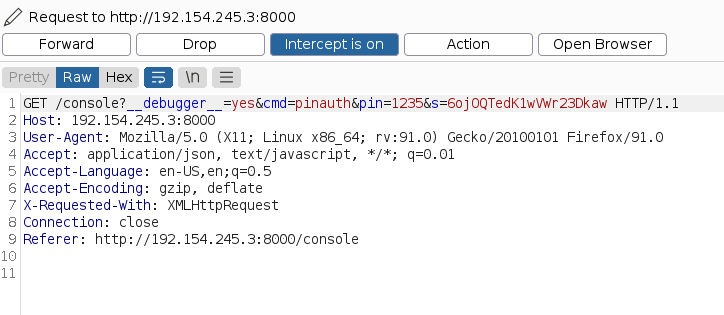 Request to http://192.154.245.3:8000
Forward Drop Intercept is on Action Open Browser
Pretty Raw Hex \n
1 GET /console?__debugger__=yes&cmd=pinauth&pin=1235&s=6ojOQTedK1wVWr23Dkaw HTTP/1.1
2 Host: 192.154.245.3:8000
3 User-Agent: Mozilla/5.0 (X11; Linux x86_64; rv:91.0) Gecko/20100101 Firefox/91.0
4 Accept: application/json, text/javascript, */*; q=0.01
5 Accept-Language: en-US,en;q=0.5
6 Accept-Encoding: gzip, deflate
7 X-Requested-With: XMLHttpRequest
8 Connection: close
9 Referer: http://192.154.245.3:8000/console
10
11